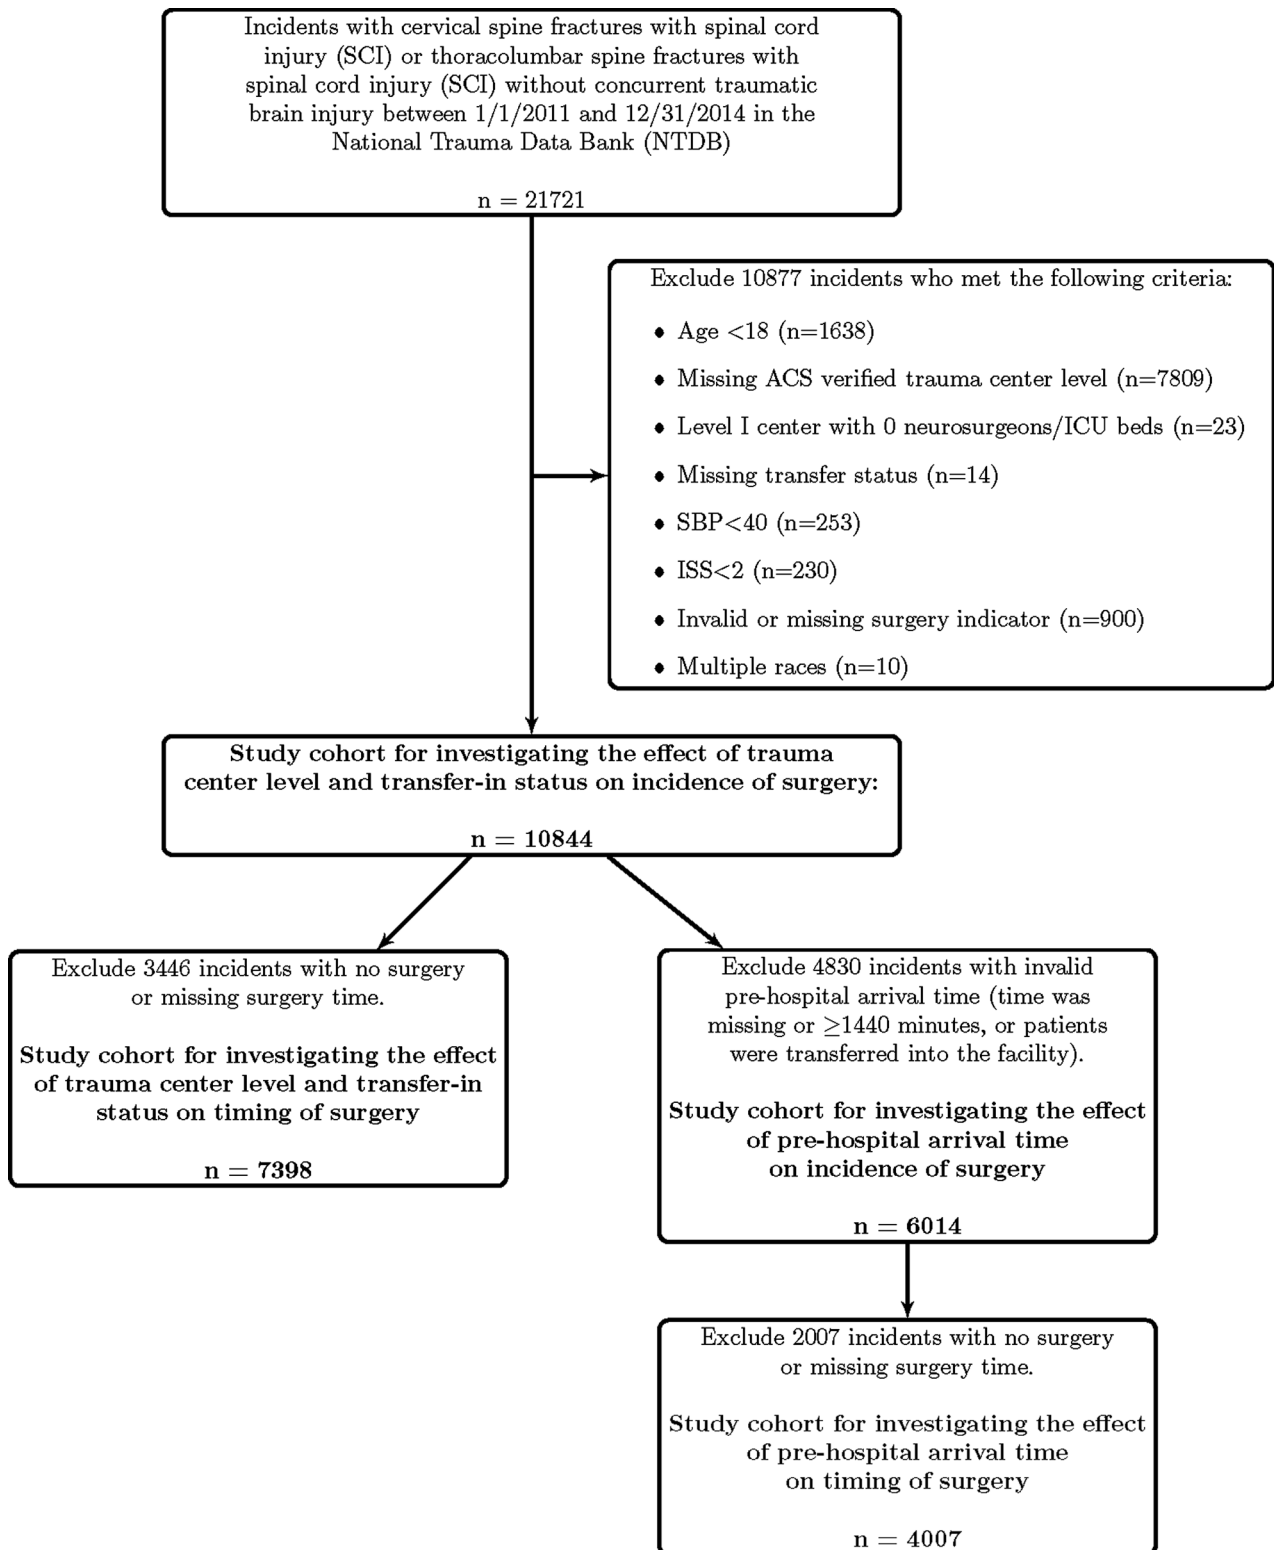 Incidents with cervical spine fractures with spinal cord
injury (SCI) or thoracolumbar spine fractures with
spinal cord injury (SCI) without concurrent traumatic
brain injury between 1/1/2011 and 12/31/2014 in the
National Trauma Data Bank (NTDB)
n = 21721
Exclude 10877 incidents who met the following criteria:
• Age <18 (n=1638)
• Missing ACS verified trauma center level (n=7809)
• Level I center with 0 neurosurgeons/ICU beds (n=23)
• Missing transfer status (n=14)
• SBP<40 (n=253)
• ISS<2 (n=230)
• Invalid or missing surgery indicator (n=900)
• Multiple races (n=10)
Study cohort for investigating the effect of trauma
center level and transfer-in status on incidence of surgery:
n = 10844
Exclude 3446 incidents with no surgery
or missing surgery time.
Study cohort for investigating the effect
of trauma center level and transfer-in
status on timing of surgery
n = 7398
Exclude 4830 incidents with invalid
pre-hospital arrival time (time was
missing or ≥1440 minutes, or patients
were transferred into the facility).
Study cohort for investigating the effect
of pre-hospital arrival time
on incidence of surgery
n = 6014
Exclude 2007 incidents with no surgery
or missing surgery time.
Study cohort for investigating the effect
of pre-hospital arrival time
on timing of surgery
n = 4007